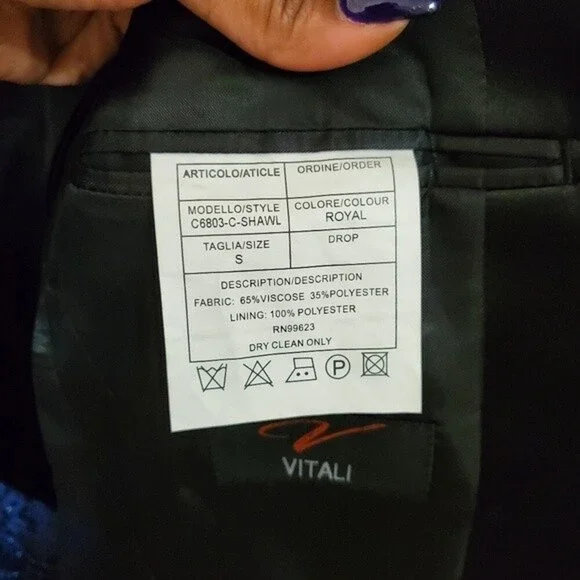 ARTICOLO/ATICLE ORDINE/ORDER
MODELLO/STYLE COLORE/COLOUR
C6803-C-SHAWL ROYAL
TAGLIA/SIZE DROP
S
DESCRIPTION/DESCRIPTION
FABRIC: 65%VISCOSE 35%POLYESTER
LINING: 100% POLYESTER
RN99623
DRY CLEAN ONLY
P
VITALI